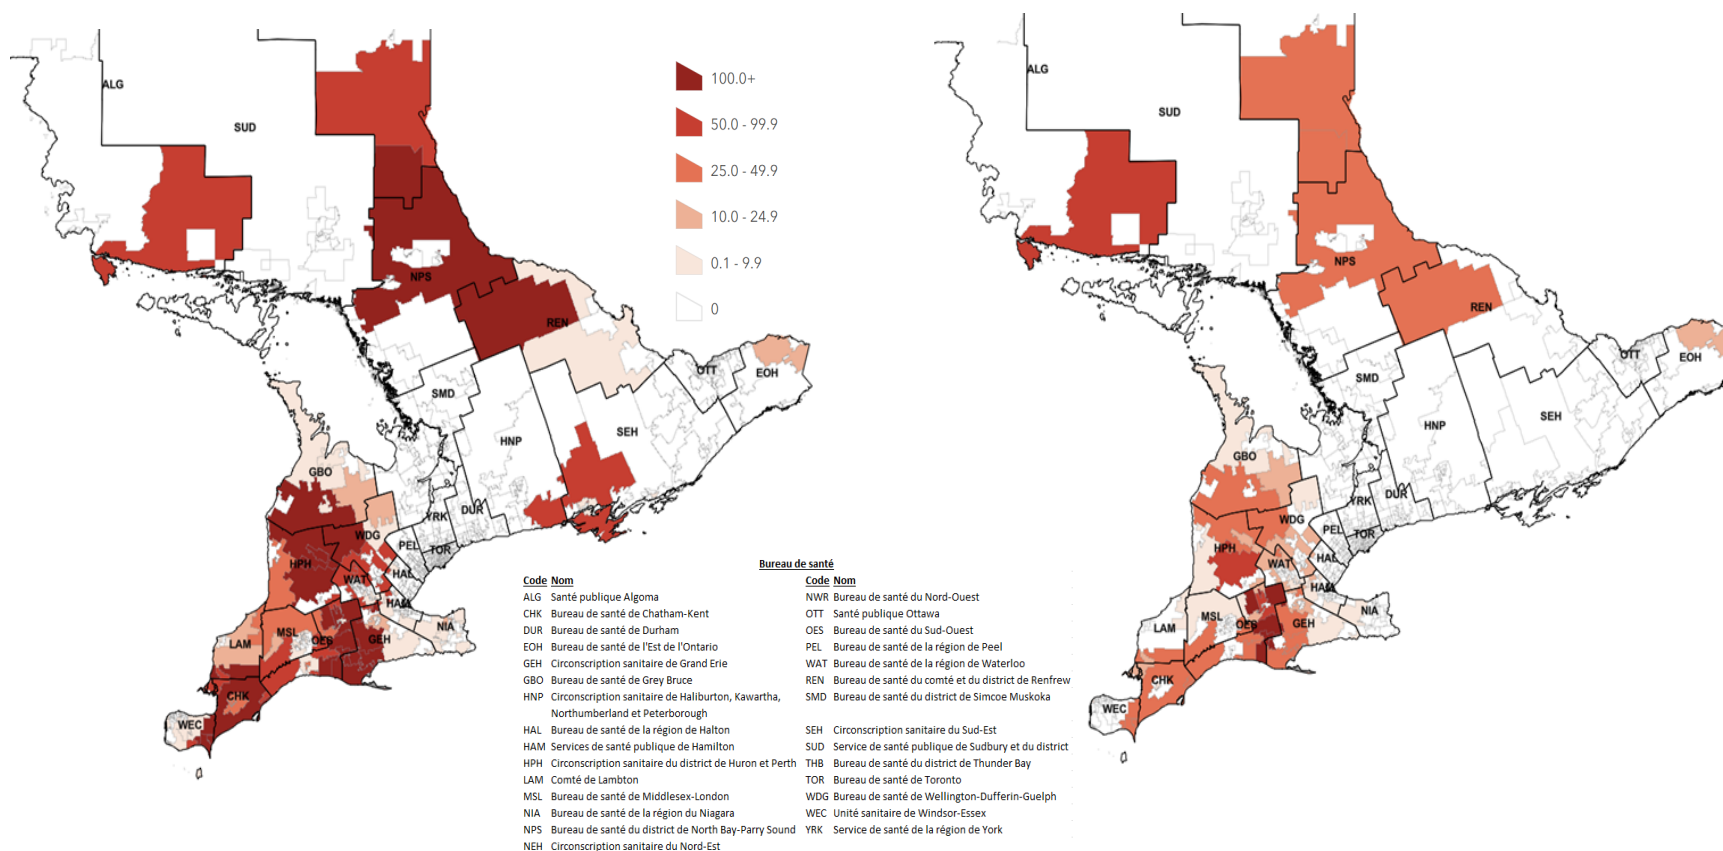 ALG
SUD
NPS
REN
OTT
EOH
SMD
HNP
SEH
GBO
YRK
DUR
WDG
PEL
TOR
HPH
WAT
HAL
HAM
MSL
OES
GEH
NIA
LAM
CHK
WEC
100.0+
50.0 - 99.9
25.0 - 49.9
10.0 - 24.9
0.1 - 9.9
0
ALG
SUD
NPS
REN
OTT
EOH
SMD
HNP
SEH
GBO
YRK
DUR
WDG
PEL
TOR
HPH
WAT
HAL
HAM
MSL
OES
GEH
NIA
LAM
CHK
WEC
Bureau de santé
Code Nom
ALG Santé publique Algoma
CHK Bureau de santé de Chatham-Kent
DUR Bureau de santé de Durham
EOH Bureau de santé de l'Est de l'Ontario
GEH Circonscription sanitaire de Grand Erie
GBO Bureau de santé de Grey Bruce
HNP Circonscription sanitaire de Haliburton, Kawartha,
Northumberland et Peterborough
HAL Bureau de santé de la région de Halton
HAM Services de santé publique de Hamilton
HPH Circonscription sanitaire du district de Huron et Perth
LAM Comté de Lambton
MSL Bureau de santé de Middlesex-London
NIA Bureau de santé de la région du Niagara
NPS Bureau de santé du district de North Bay-Parry Sound
NEH Circonscription sanitaire du Nord-Est
Code Nom
NWR Bureau de santé du Nord-Ouest
OTT Santé publique Ottawa
OES Bureau de santé du Sud-Ouest
PEL Bureau de santé de la région de Peel
WAT Bureau de santé de la région de Waterloo
REN Bureau de santé du comté et du district de Renfrew
SMD Bureau de santé du district de Simcoe Muskoka
SEH Circonscription sanitaire du Sud-Est
SUD Service de santé publique de Sudbury et du district
THB Bureau de santé du district de Thunder Bay
TOR Bureau de santé de Toronto
WDG Bureau de santé de Wellington-Dufferin-Guelph
WEC Unité sanitaire de Windsor-Essex
YRK Service de santé de la région de York